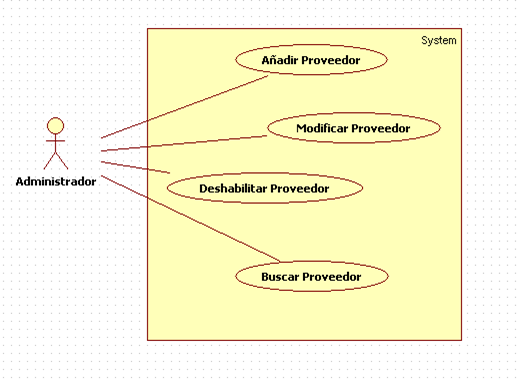 System
Añadir Proveedor
Modificar Proveedor
Administrador
Deshabilitar Proveedor
Buscar Proveedor